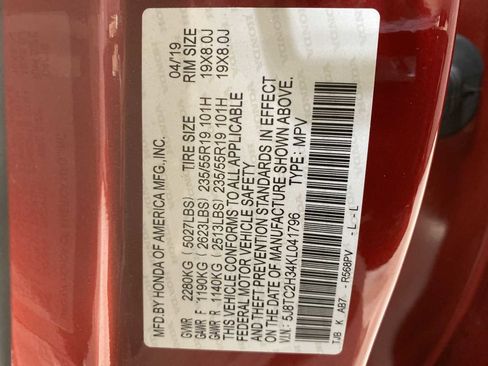 MFD.BY HONDA OF AMERICA MFG.,INC. 04/19
TIRE SIZE RIM SIZE
GVWR 2280KG (5027LBS)
GAWR F 1190KG (2623LBS) 235/55R19 101H 19X8.0J
GAWR R 1140KG (2513LBS) 235/55R19 101H 19X8.0J
THIS VEHICLE CONFORMS TO ALL APPLICABLE
FEDERAL MOTOR VEHICLE SAFETY
AND THEFT PREVENTION STANDARDS IN EFFECT
ON THE DATE OF MANUFACTURE SHOWN ABOVE.
V.I.N.: 5J8TC2H34KL041796 TYPE: MPV
TJB K AB7 - R568PV - L - L